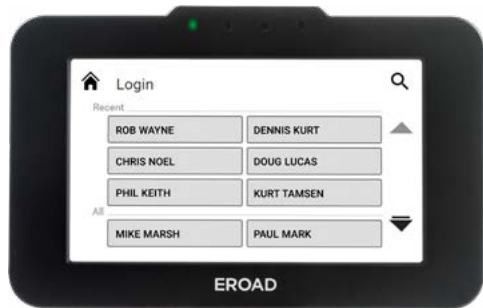 Login
Recent
ROB WAYNE DENNIS KURT
CHRIS NOEL DOUG LUCAS
PHIL KEITH KURT TAMSEN
All
MIKE MARSH PAUL MARK
EROAD